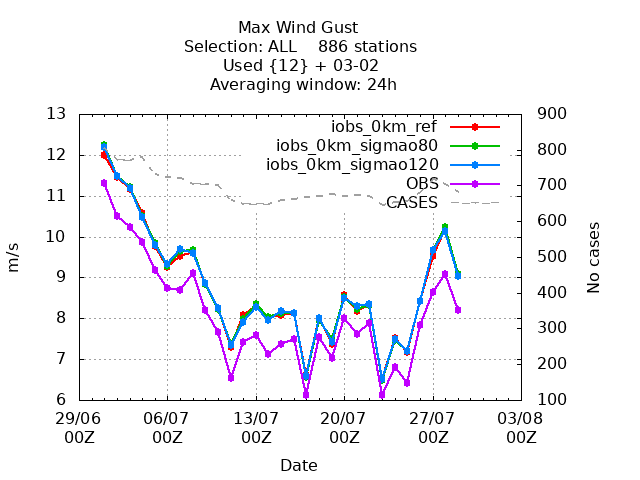 Max Wind Gust
Selection: ALL    886 stations
Used {12} + 03-02
Averaging window: 24h
13
12
11
10
9
8
7
6
m/s
900
800
700
600
500
400
300
200
100
No cases
iobs_0km_ref
iobs_0km_sigmao80
iobs_0km_sigmao120
OBS
CASES
29/06 06/07 13/07 20/07 27/07 03/08
00Z 00Z 00Z 00Z 00Z 00Z
Date